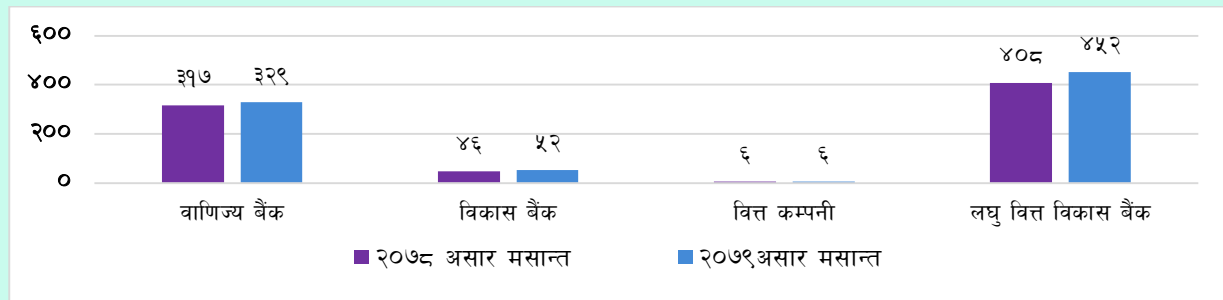 ६००
४००
२००
०
३१७ ३२९ ४६ ५२ ६ ६ ४०८ ४५२
वाणिज्य बैंक विकास बैंक वित्त कम्पनी लघु वित्त विकास बैंक
२०७८ असार मसान्त २०७९असार मसान्त